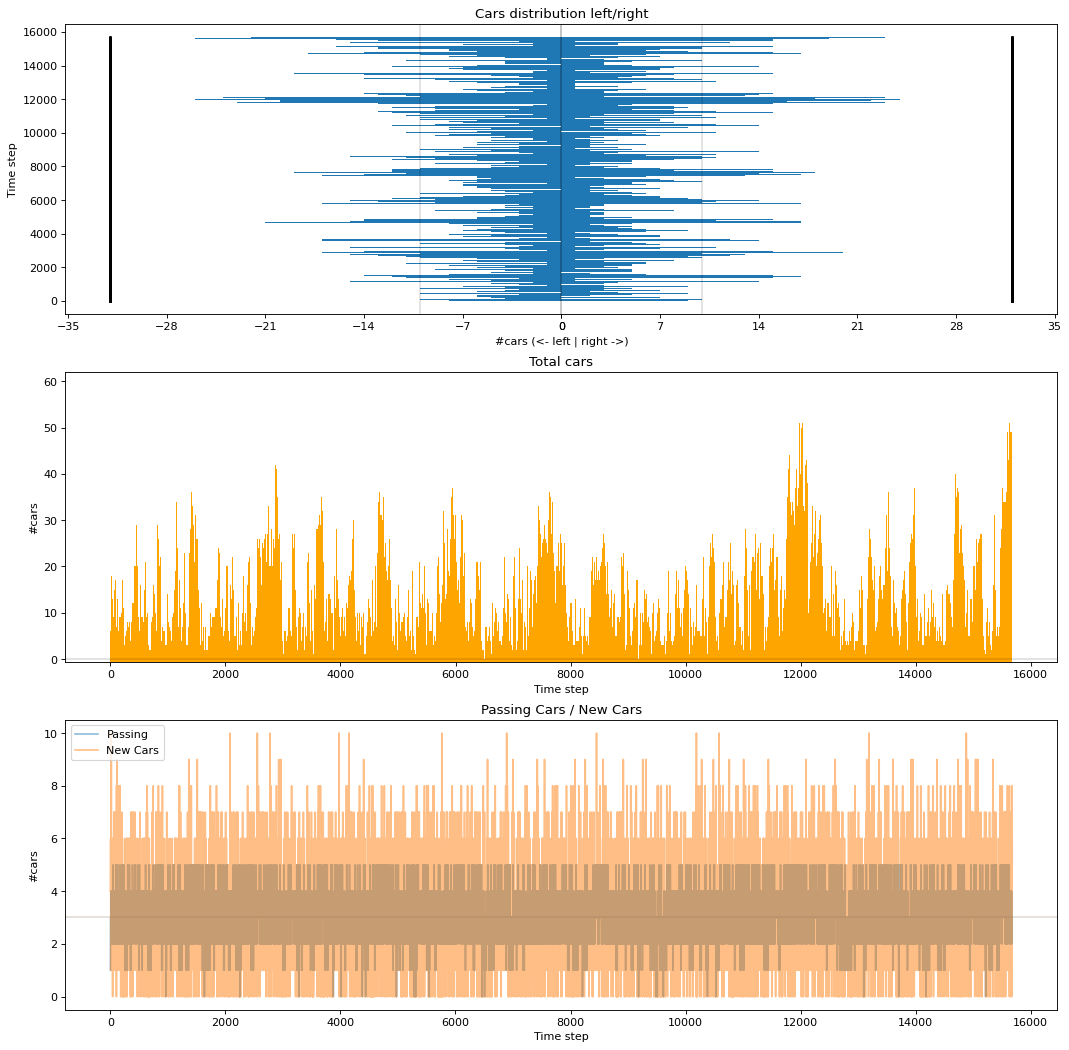 Cars distribution left/right
16000
14000
12000
10000
8000
6000
4000
2000
0
Time step
−35 −28 −21 −14 −7 0 0 7 14 21 28 35
#cars (<- left | right ->)
Total cars
60
50
40
30
20
10
0
#cars
0 2000 4000 6000 8000 10000 12000 14000 16000
Time step
Passing Cars / New Cars
Passing
New Cars
10
8
6
4
2
0
#cars
0 2000 4000 6000 8000 10000 12000 14000 16000
Time step